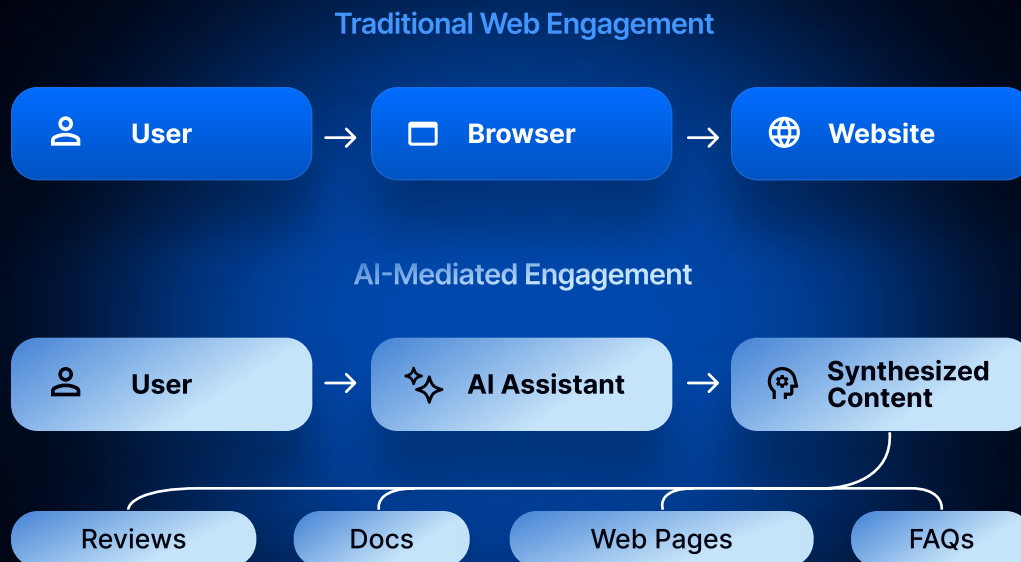 Traditional Web Engagement
User
Browser
Website
AI-Mediated Engagement
User
AI Assistant
Synthesized
Content
Reviews
Docs
Web Pages
FAQs